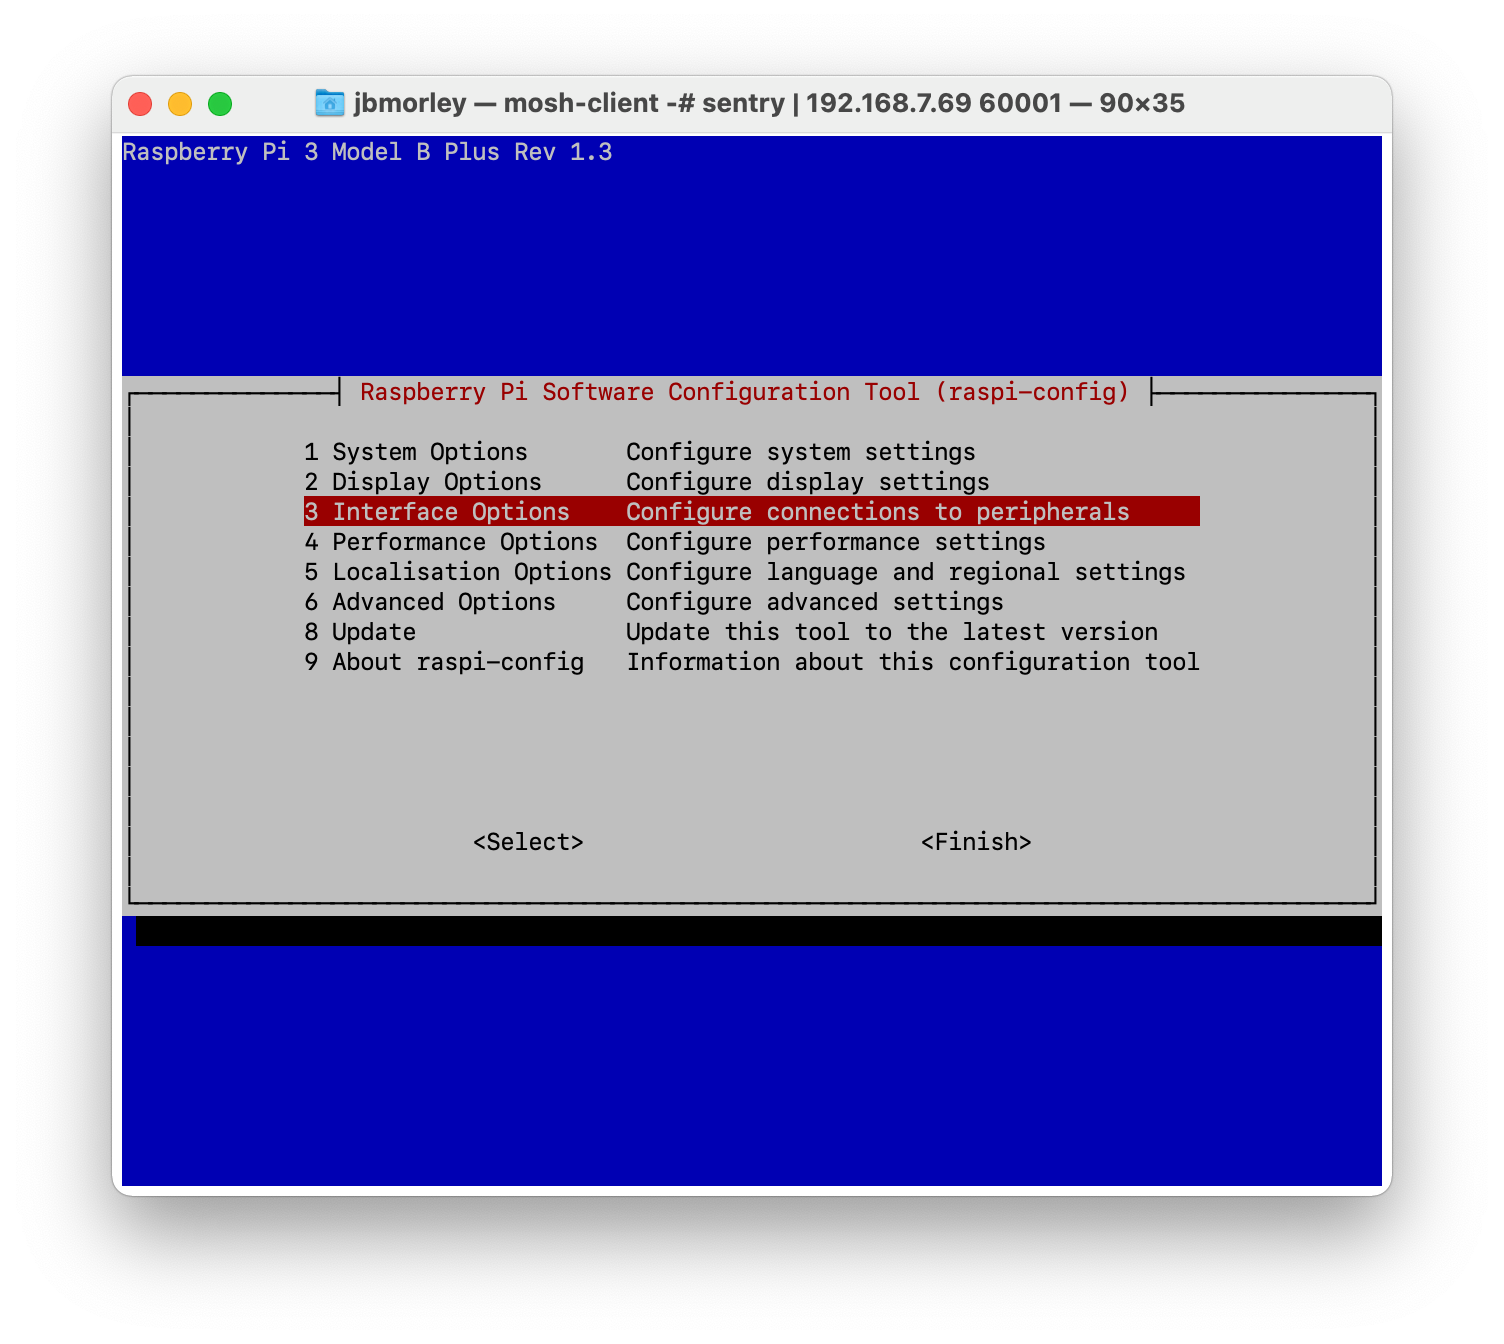 jbmorley — mosh-client -# sentry | 192.168.7.69 60001 — 90×35
Raspberry Pi 3 Model B Plus Rev 1.3
Raspberry Pi Software Configuration Tool (raspi-config)
1 System Options Configure system settings
2 Display Options Configure display settings
3 Interface Options Configure connections to peripherals
4 Performance Options Configure performance settings
5 Localisation Options Configure language and regional settings
6 Advanced Options Configure advanced settings
8 Update Update this tool to the latest version
9 About raspi-config Information about this configuration tool
<Select> <Finish>